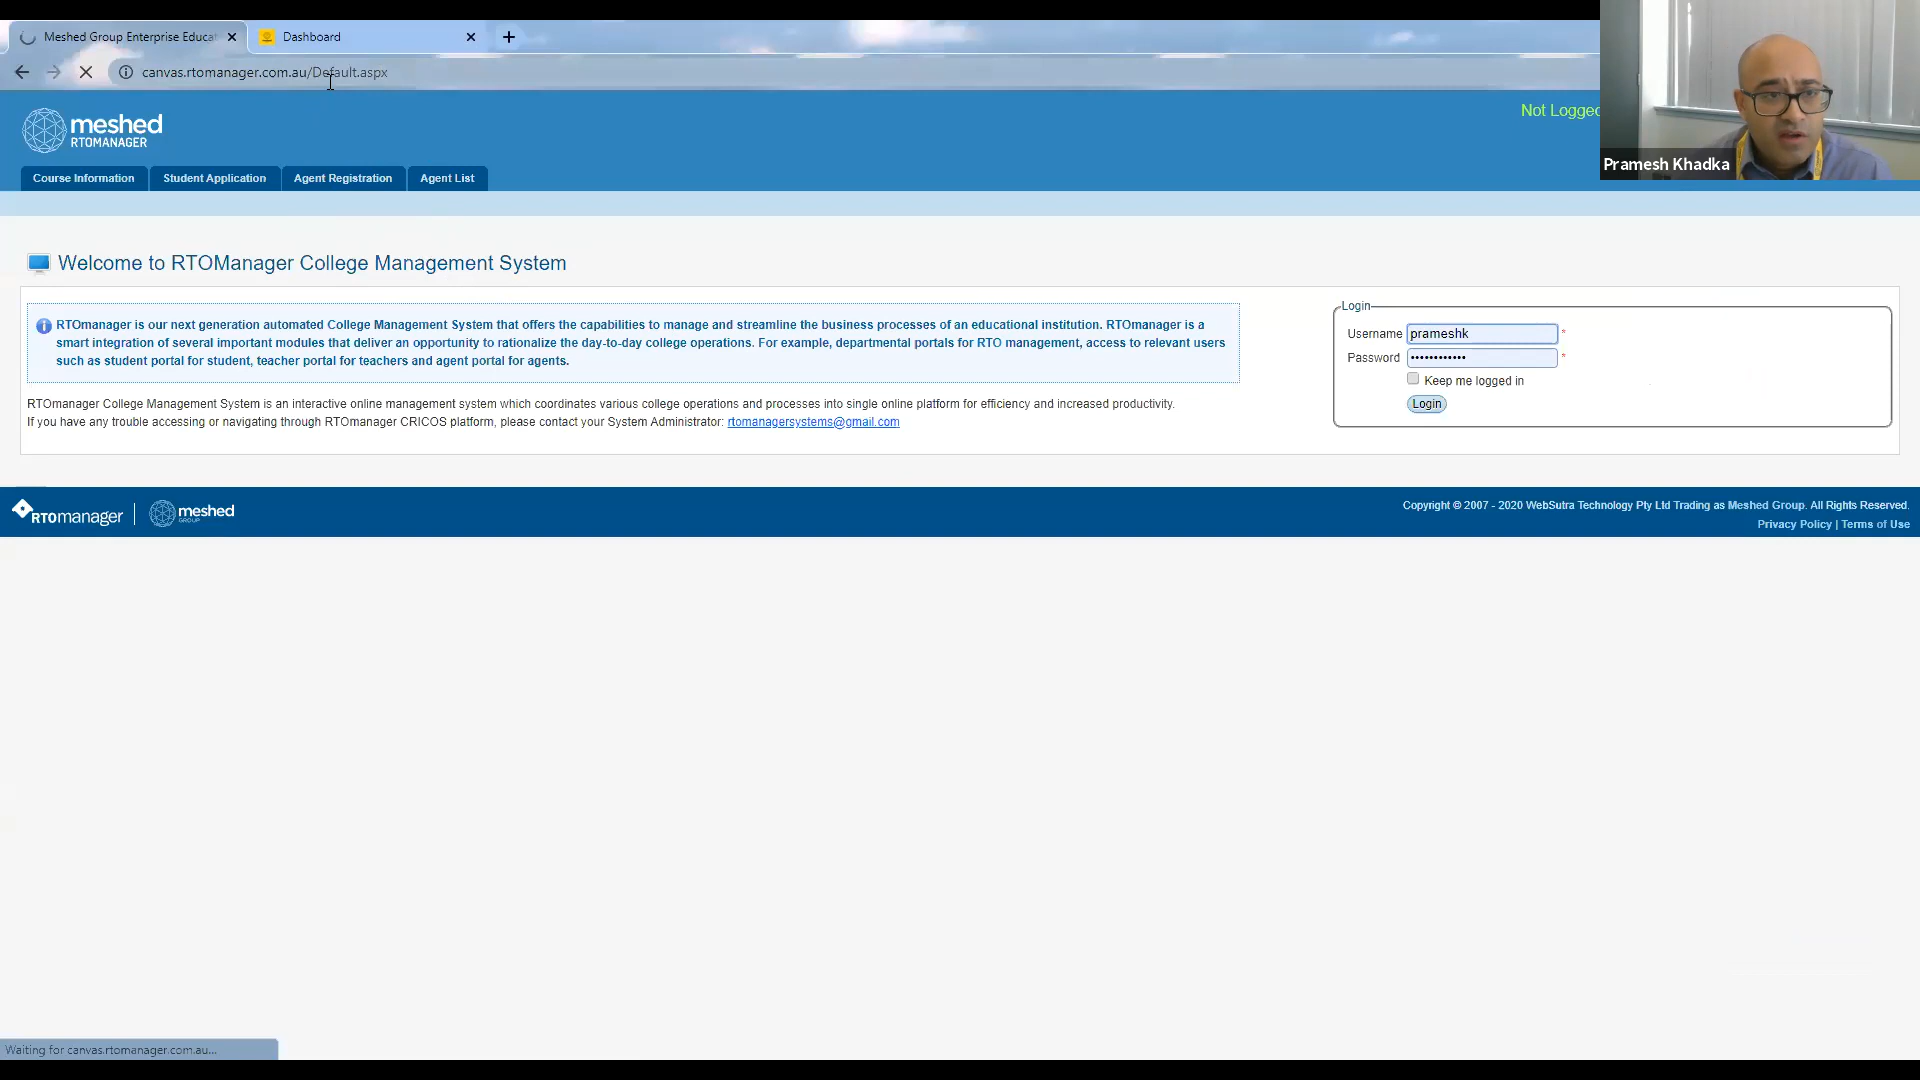 Meshed Group Enterprise Educa
Dashboard
canvas.rtomanager.com.au/Default.aspx
meshed
RTOMANAGER
Not Logged
Pramesh Khadka
Course Information
Student Application
Agent Registration
Agent List
Welcome to RTOManager College Management System
RTOmanager is our next generation automated College Management System that offers the capabilities to manage and streamline the business processes of an educational institution. RTOmanager is a
smart integration of several important modules that deliver an opportunity to rationalize the day-to-day college operations. For example, departmental portals for RTO management, access to relevant users
such as student portal for student, teacher portal for teachers and agent portal for agents.
RTOmanager College Management System is an interactive online management system which coordinates various college operations and processes into single online platform for efficiency and increased productivity.
If you have any trouble accessing or navigating through RTOmanager CRICOS platform, please contact your System Administrator: rtomanagersystems@gmail.com
Login
Username prameshk *
Password •••••••••••• *
Keep me logged in
Login
RTOmanager
meshed
GROUP
Copyright © 2007 - 2020 WebSutra Technology Pty Ltd Trading as Meshed Group. All Rights Reserved.
Privacy Policy | Terms of Use
Waiting for canvas.rtomanager.com.au...